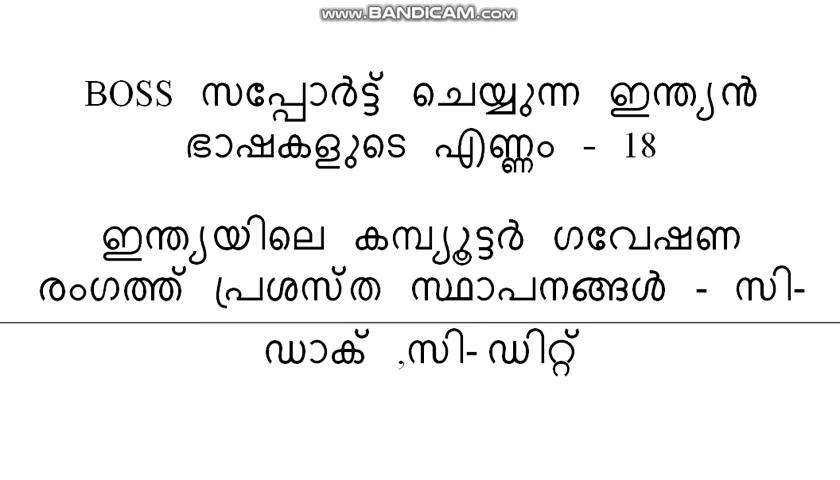 www.BANDICAM.com
BOSS സപ്പോർട്ട് ചെയ്യുന്ന ഇന്ത്യൻ
ഭാഷകളുടെ എണ്ണം - 18
ഇന്ത്യയിലെ കമ്പ്യൂട്ടർ ഗവേഷണ
രംഗത്ത് പ്രശസ്ത സ്ഥാപനങ്ങൾ - സി-
ഡാക് ,സി-ഡിറ്റ്